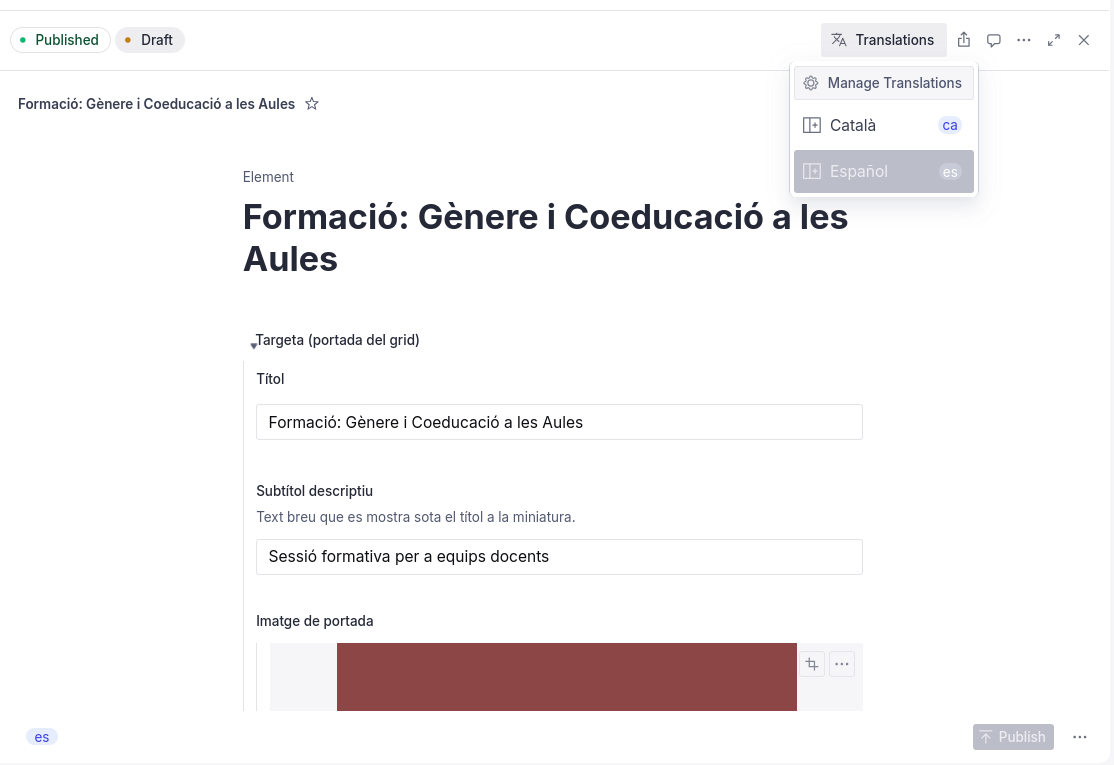 Published
Draft
Translations
Manage Translations
Formació: Gènere i Coeducació a les Aules
Català
ca
Español
es
Element
Formació: Gènere i Coeducació a les
Aules
Targeta (portada del grid)
Títol
Formació: Gènere i Coeducació a les Aules
Subtítol descriptiu
Text breu que es mostra sota el títol a la miniatura.
Sessió formativa per a equips docents
Imatge de portada
es
Publish